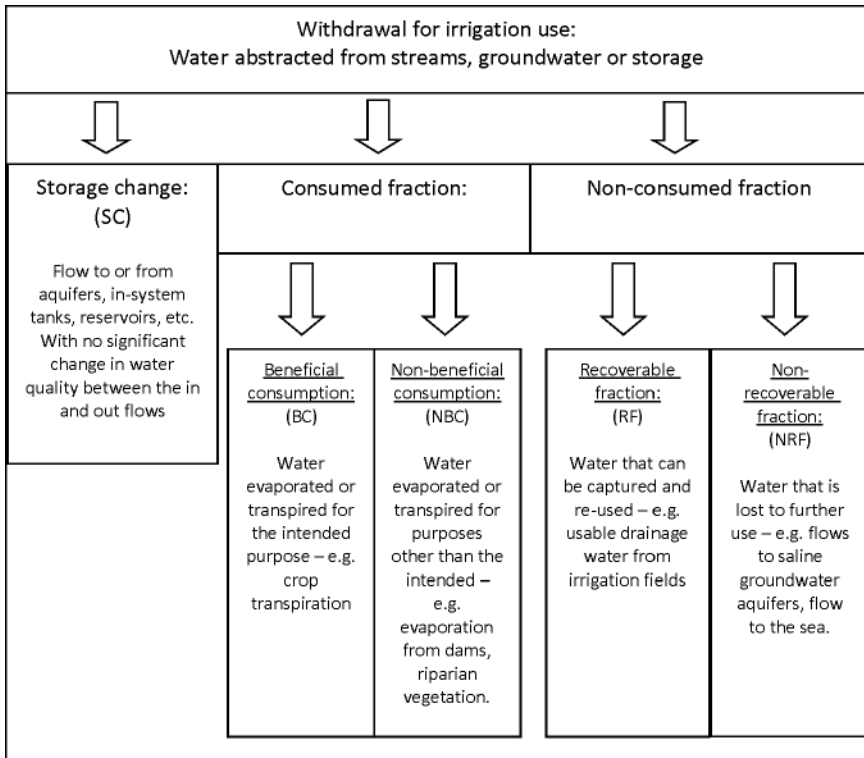 Withdrawal for irrigation use:
Water abstracted from streams, groundwater or storage
Storage change:
(SC)
Flow to or from
aquifers, in-system
tanks, reservoirs, etc.
With no significant
change in water
quality between the in
and out flows
Consumed fraction:
Non-consumed fraction
Beneficial
consumption:
(BC)
Water
evaporated or
transpired for
the intended
purpose – e.g.
crop
transpiration
Non-beneficial
consumption:
(NBC)
Water
evaporated or
transpired for
purposes
other than the
intended –
e.g.
evaporation
from dams,
riparian
vegetation.
Recoverable
fraction:
(RF)
Water that can
be captured and
re-used – e.g.
usable drainage
water from
irrigation fields
Non-
recoverable
fraction:
(NRF)
Water that is
lost to further
use – e.g. flows
to saline
groundwater
aquifers, flow
to the sea.